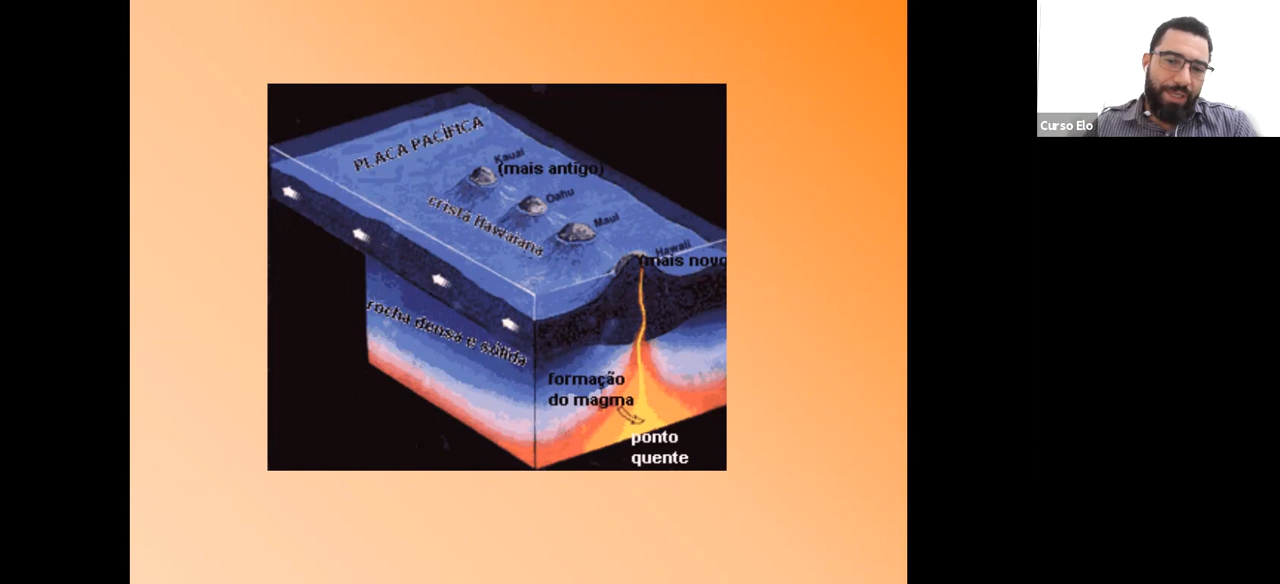 PLACA PACÍFICA
Kauai
(mais antigo)
Oahu
crista Hawaiana
Maui
Hawaii
(mais novo
rocha densa e sólida
formação
do magma
ponto
quente
Curso Elo